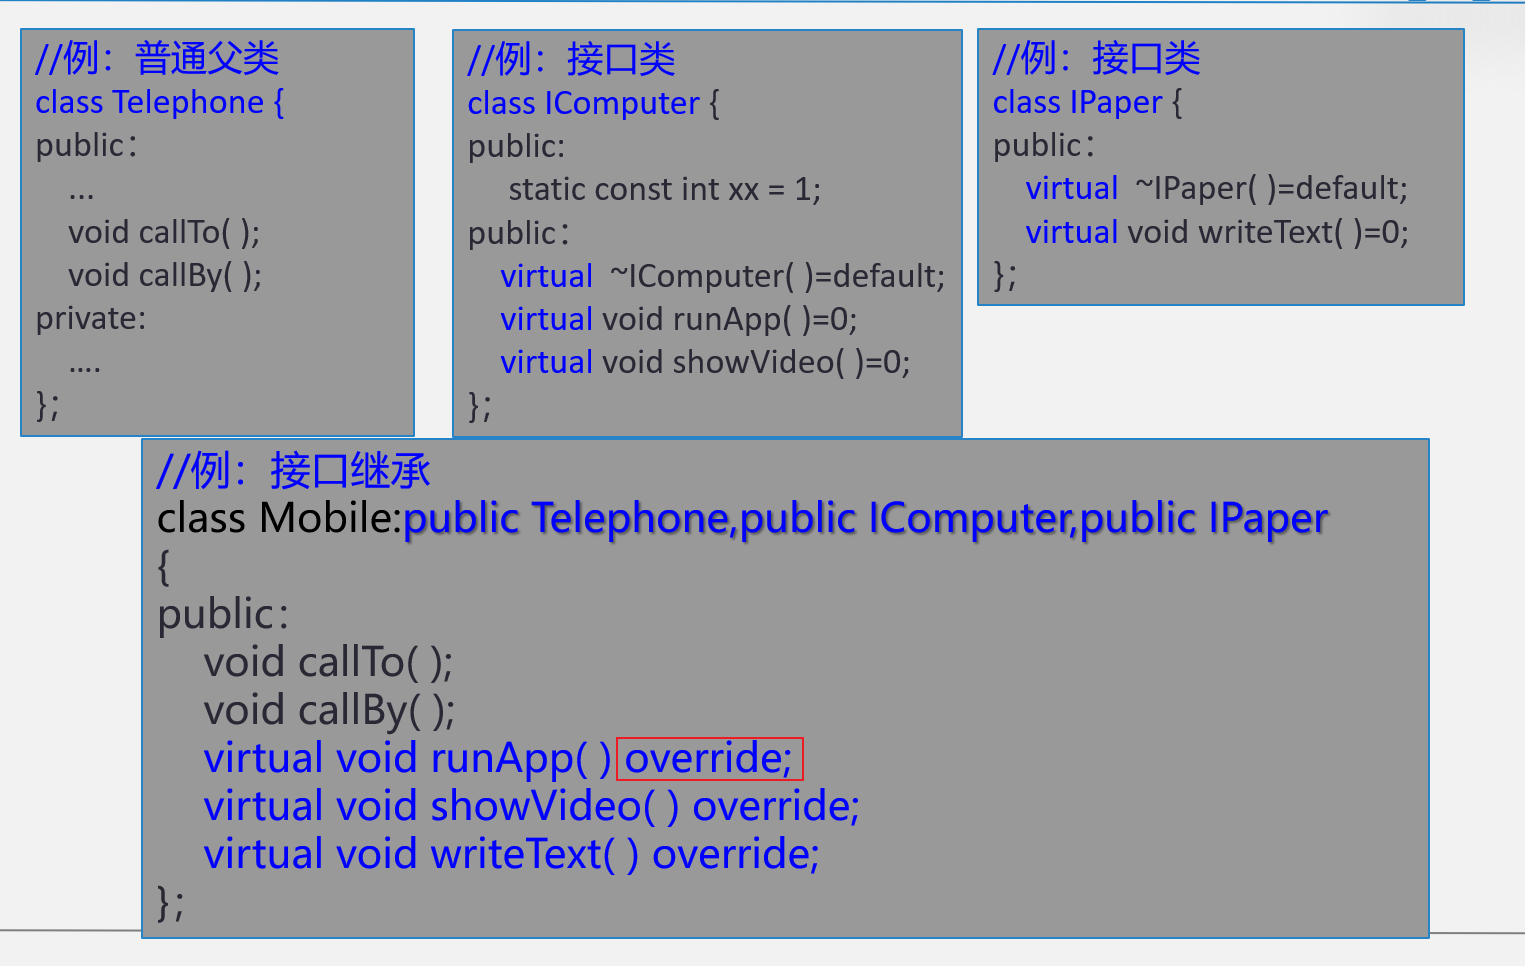 //例：普通父类
class Telephone {
public：
...
void callTo( );
void callBy( );
private:
....
};
//例：接口类
class IComputer {
public:
static const int xx = 1;
public：
virtual ~IComputer( )=default;
virtual void runApp( )=0;
virtual void showVideo( )=0;
};
//例：接口类
class IPaper {
public：
virtual ~IPaper( )=default;
virtual void writeText( )=0;
};
//例：接口继承
class Mobile:public Telephone,public IComputer,public IPaper
{
public：
void callTo( );
void callBy( );
virtual void runApp( ) override;
virtual void showVideo( ) override;
virtual void writeText( ) override;
};